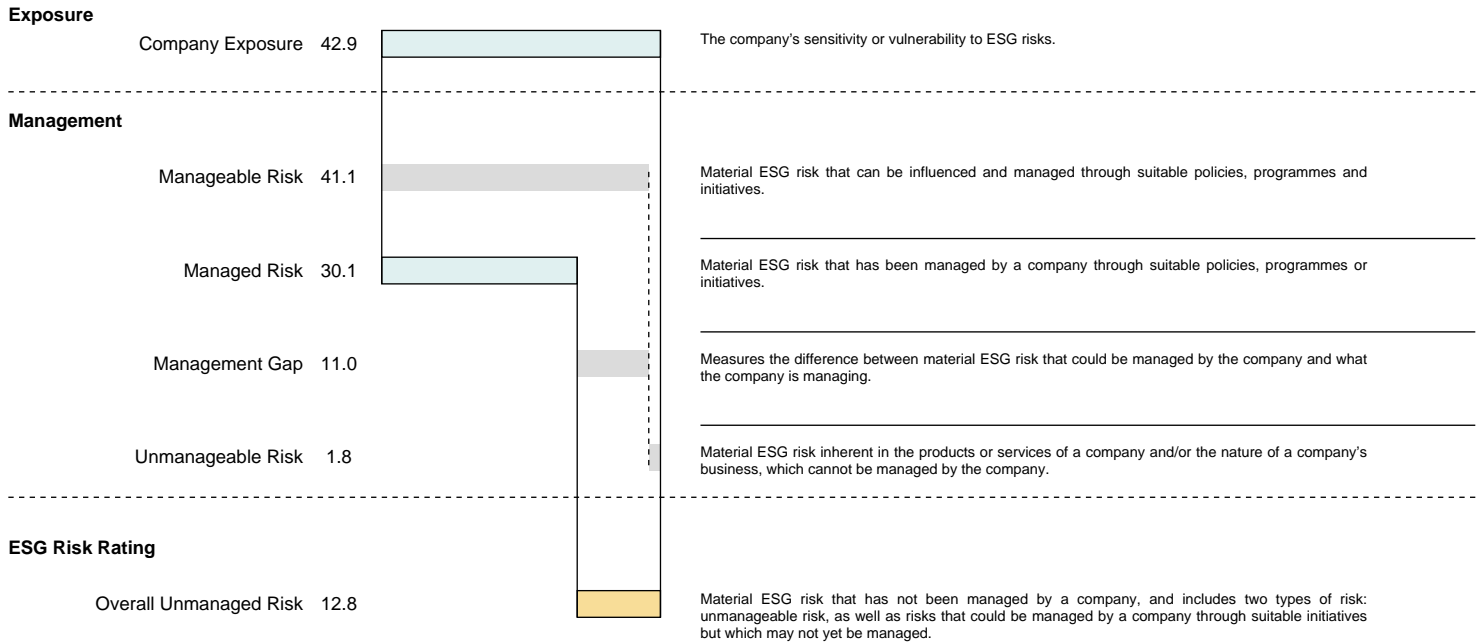 Exposure
Company Exposure 42.9
The company’s sensitivity or vulnerability to ESG risks.
Management
Manageable Risk 41.1
Material ESG risk that can be influenced and managed through suitable policies, programmes and
initiatives.
Managed Risk 30.1
Material ESG risk that has been managed by a company through suitable policies, programmes or
initiatives.
Management Gap 11.0
Measures the difference between material ESG risk that could be managed by the company and what
the company is managing.
Unmanageable Risk 1.8
Material ESG risk inherent in the products or services of a company and/or the nature of a company’s
business, which cannot be managed by the company.
ESG Risk Rating
Overall Unmanaged Risk 12.8
Material ESG risk that has not been managed by a company, and includes two types of risk:
unmanageable risk, as well as risks that could be managed by a company through suitable initiatives
but which may not yet be managed.